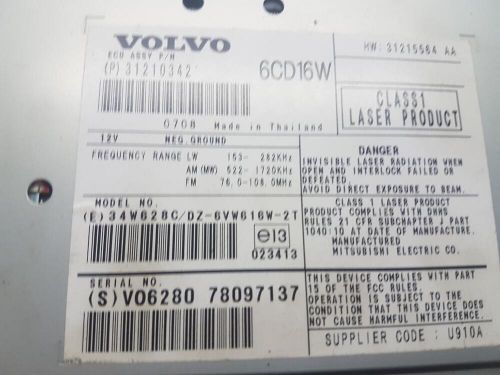 VOLVO
ECU ASSY P/N
(P) 31210342
6CD16W
HW: 31215564 AA
CLASS1
LASER PRODUCT
0708 Made in Thailand
12V NEG.GROUND
FREQUENCY RANGE LW 153- 282KHz
AM (MW) 522- 1720KHz
FM 76.0-108.0MHz
MODEL NO.
(E)34W628C/DZ-6VW616W-2T
e13
023413
SERIAL NO.
(S)V06280 78097137
DANGER
INVISIBLE LASER RADIATION WHEN
OPEN AND INTERLOCK FAILED OR
DEFEATED.
AVOID DIRECT EXPOSURE TO BEAM.
CLASS 1 LASER PRODUCT
PRODUCT COMPLIES WITH DHHS
RULES 21 CFR SUBCHAPTER J PART
1040:10 AT DATE OF MANUFACTURE.
MANUFACTURED:
MITSUBISHI ELECTRIC CO.
THIS DEVICE COMPLIES WITH PART
15 OF THE FCC RULES.
OPERATION IS SUBJECT TO THE
CONDITION THAT THIS DEVICE DOES
NOT CAUSE HARMFUL INTERFERENCE.
SUPPLIER CODE : U910A